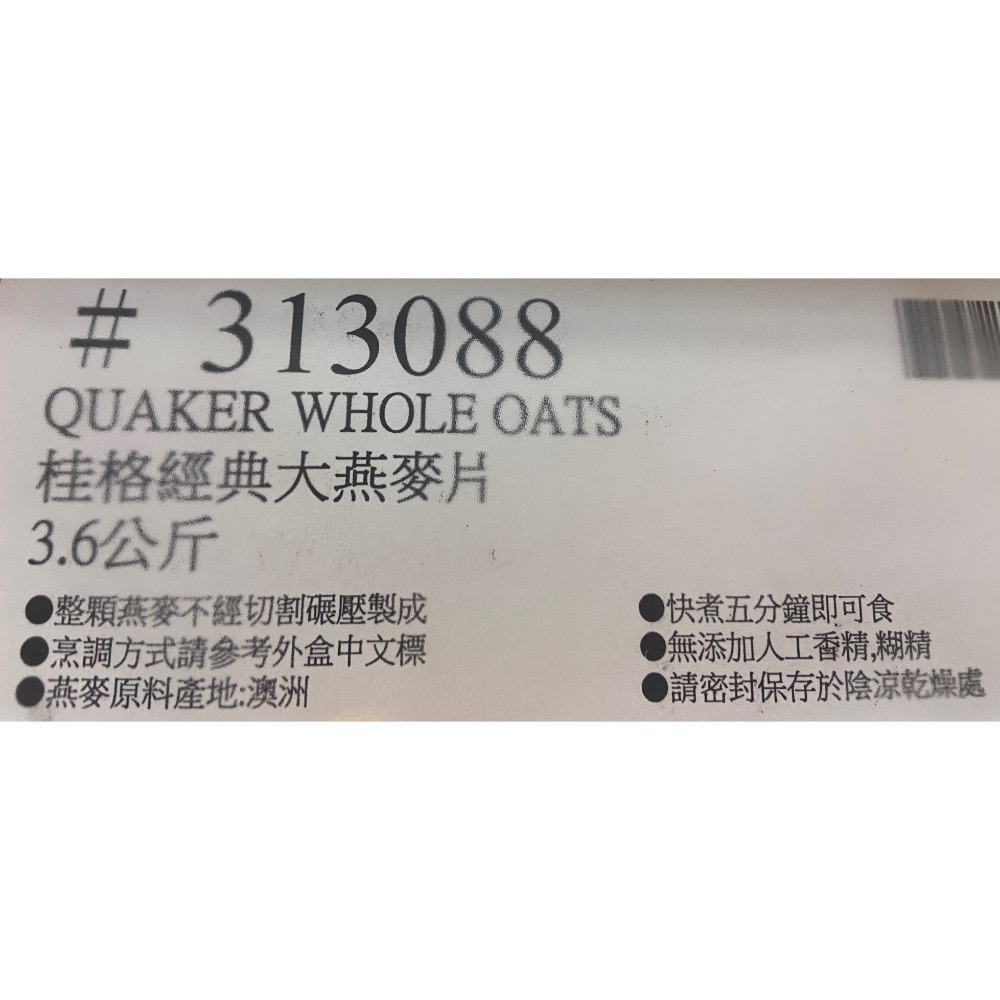 # 313088
QUAKER WHOLE OATS
桂格經典大燕麥片
3.6公斤
●整顆燕麥不經切割碾壓製成
●烹調方式請參考外盒中文標
●燕麥原料產地:澳洲
●快煮五分鐘即可食
●無添加人工香精,糊精
●請密封保存於陰涼乾燥處